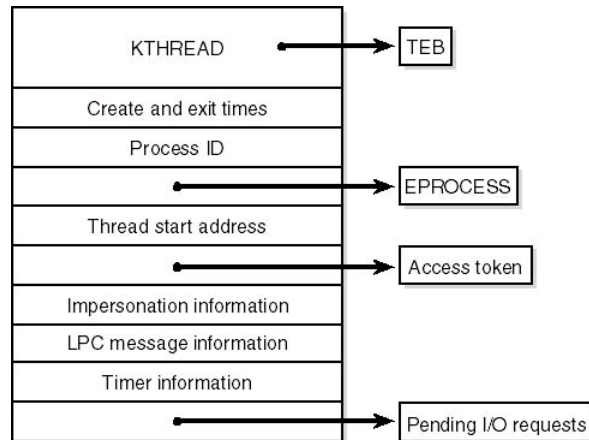 KTHREAD
TEB
Create and exit times
Process ID
EPROCESS
Thread start address
Access token
Impersonation information
LPC message information
Timer information
Pending I/O requests